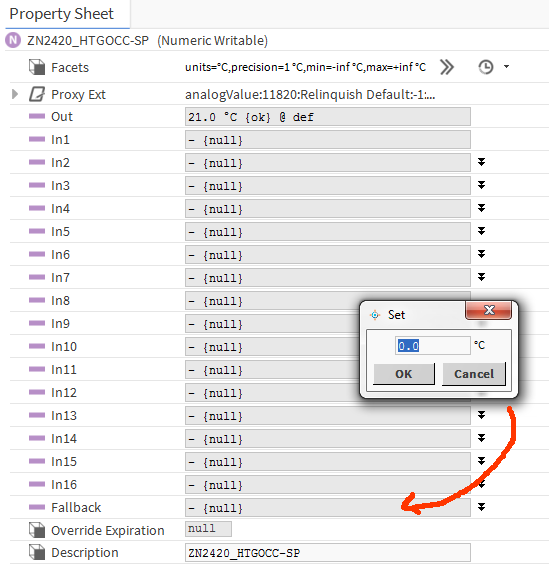 Property Sheet
N ZN2420_HTGOCC-SP (Numeric Writable)
Facets units=°C,precision=1 °C,min=-inf °C,max=+inf °C
Proxy Ext analogValue:11820:Relinquish Default:-1:...
Out 21.0 °C {ok} @ def
In1 - {null}
In2 - {null}
In3 - {null}
In4 - {null}
In5 - {null}
In6 - {null}
In7 - {null}
In8 - {null}
In9 - {null}
In10 - {null}
In11 - {null}
In12 - {null}
In13 - {null}
In14 - {null}
In15 - {null}
In16 - {null}
Fallback - {null}
Override Expiration null
Description ZN2420_HTGOCC-SP
Set
0.0 °C
OK Cancel